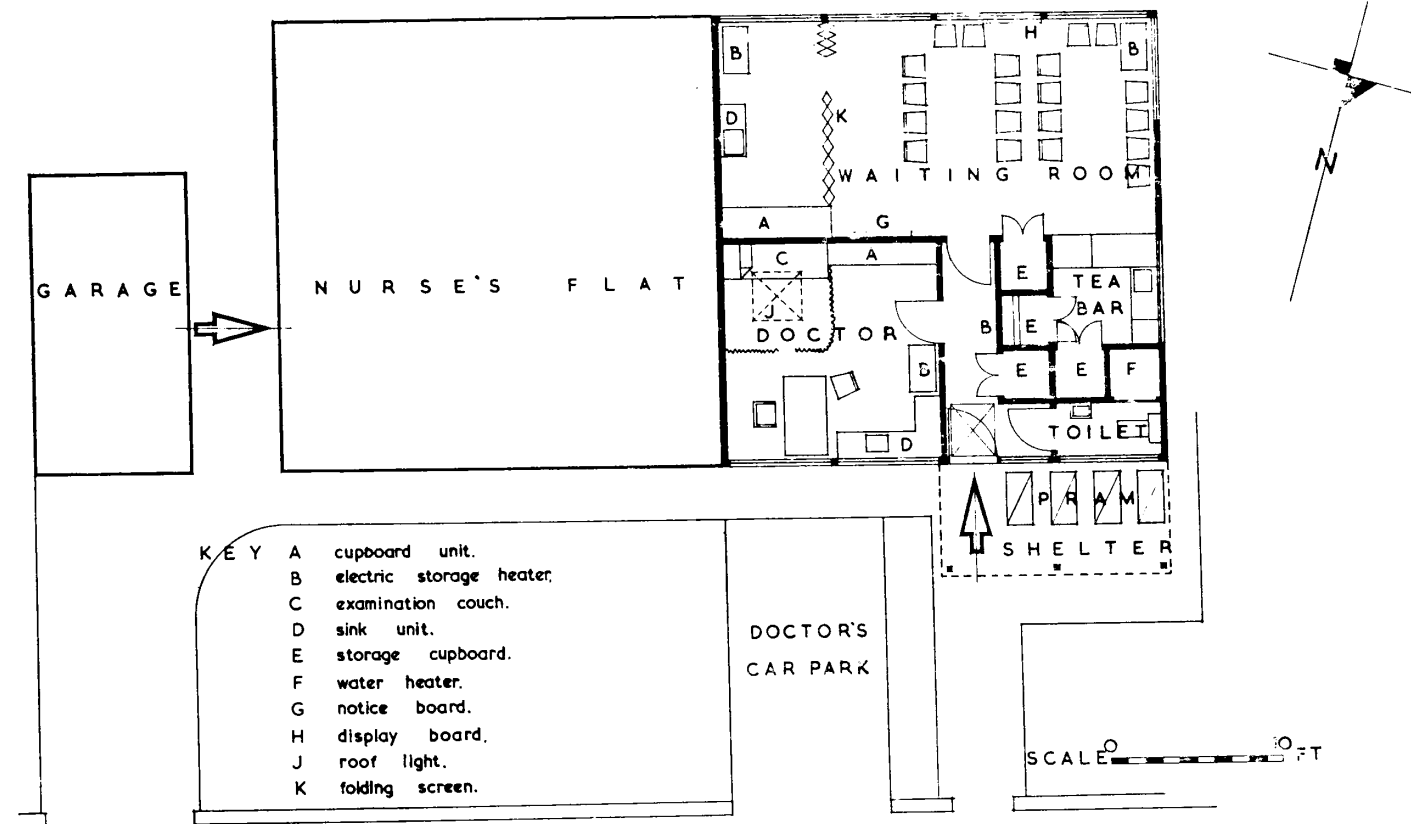 B
H
B
D
K
WAITING ROOM
A
G
N
GARAGE
NURSE'S FLAT
C
A
E
TEA
BAR
J
DOCTOR
B
E
B
E
E
F
D
TOILET
PRAM
SHELTER
KEY
A cupboard unit.
B electric storage heater.
C examination couch.
D sink unit.
E storage cupboard.
F water heater.
G notice board.
H display board.
J roof light.
K folding screen.
DOCTOR'S
CAR PARK
SCALE
FT